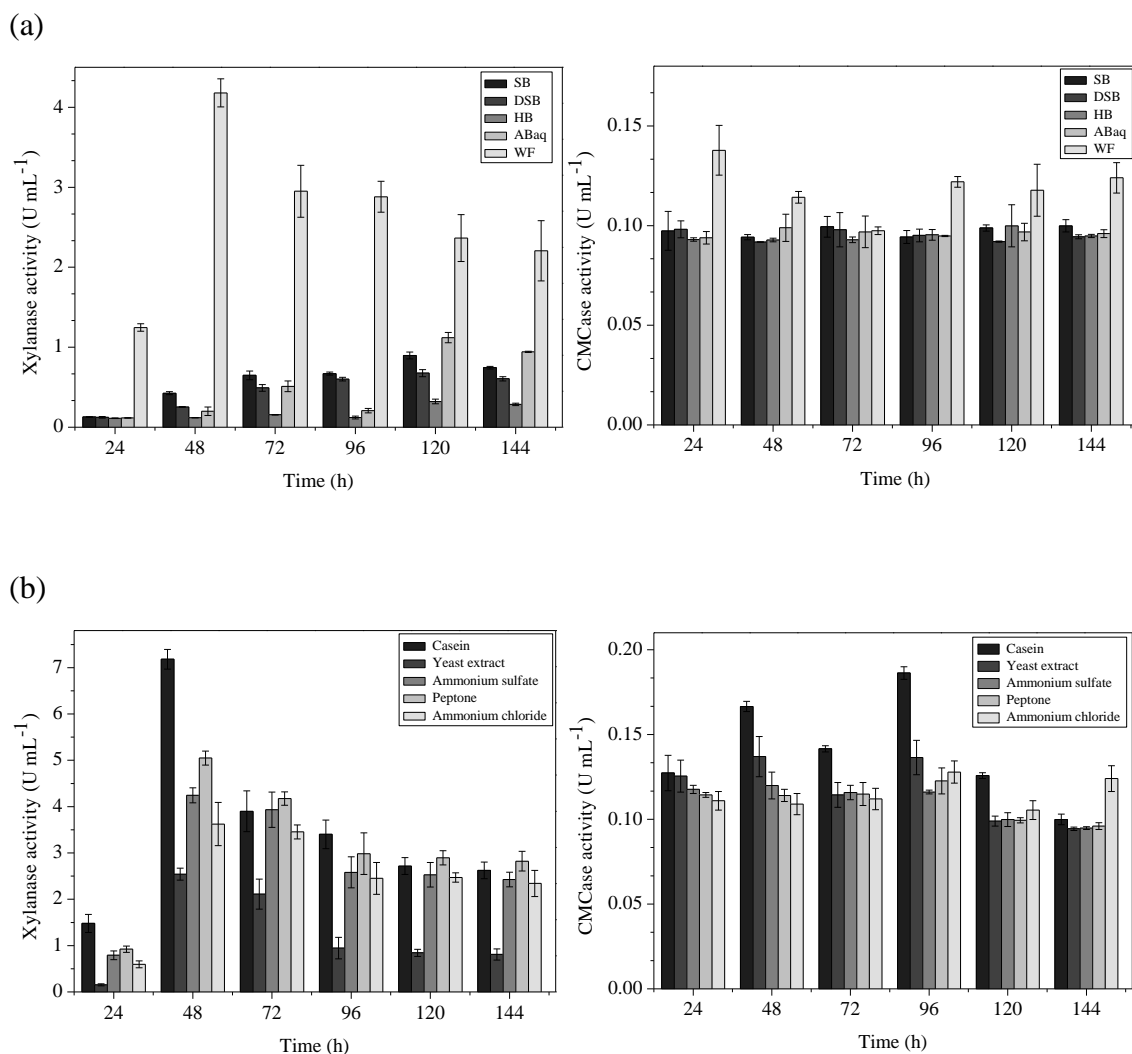 (a)
Xylanase activity (U mL-1)
4
3
2
1
0
SB
DSB
HB
ABaq
WF
24 48 72 96 120 144
Time (h)
CMCase activity (U mL-1)
0.15
0.10
0.05
0.00
SB
DSB
HB
ABaq
WF
24 48 72 96 120 144
Time (h)
(b)
Xylanase activity (U mL-1)
7
6
5
4
3
2
1
0
Casein
Yeast extract
Ammonium sulfate
Peptone
Ammonium chloride
24 48 72 96 120 144
Time (h)
CMCase activity (U mL-1)
0.20
0.15
0.10
0.05
0.00
Casein
Yeast extract
Ammonium sulfate
Peptone
Ammonium chloride
24 48 72 96 120 144
Time (h)